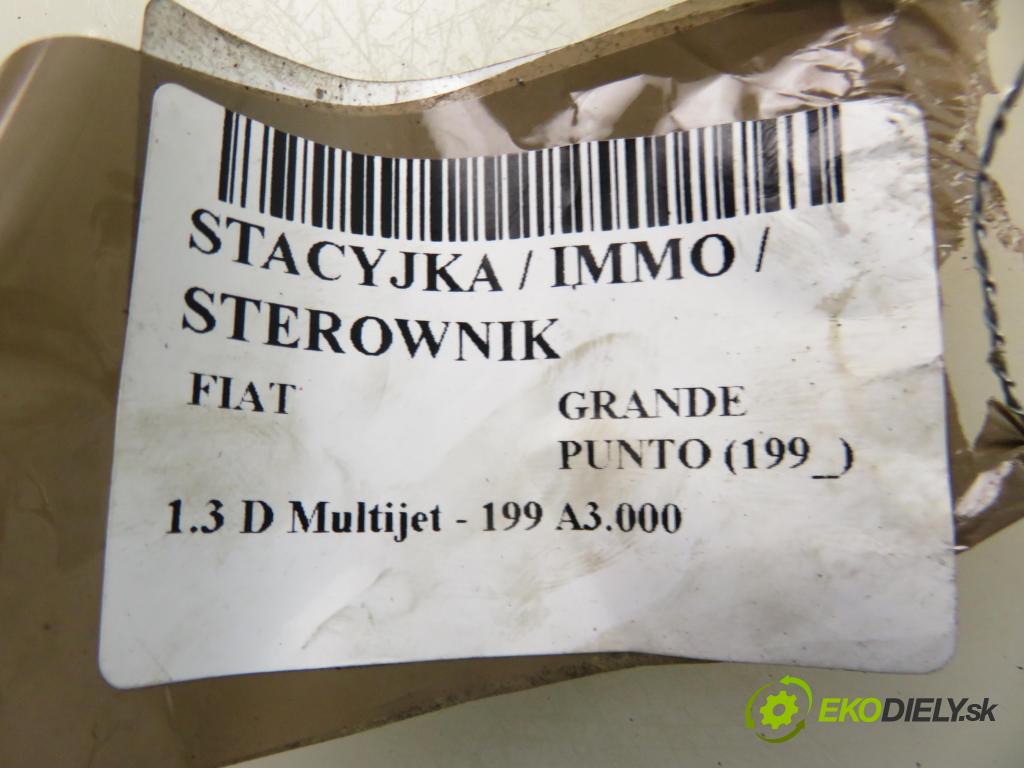 STACYJKA / IMMO /
STEROWNIK
FIAT GRANDE
PUNTO (199_)
1.3 D Multijet - 199 A3.000
EKODIELY.sk